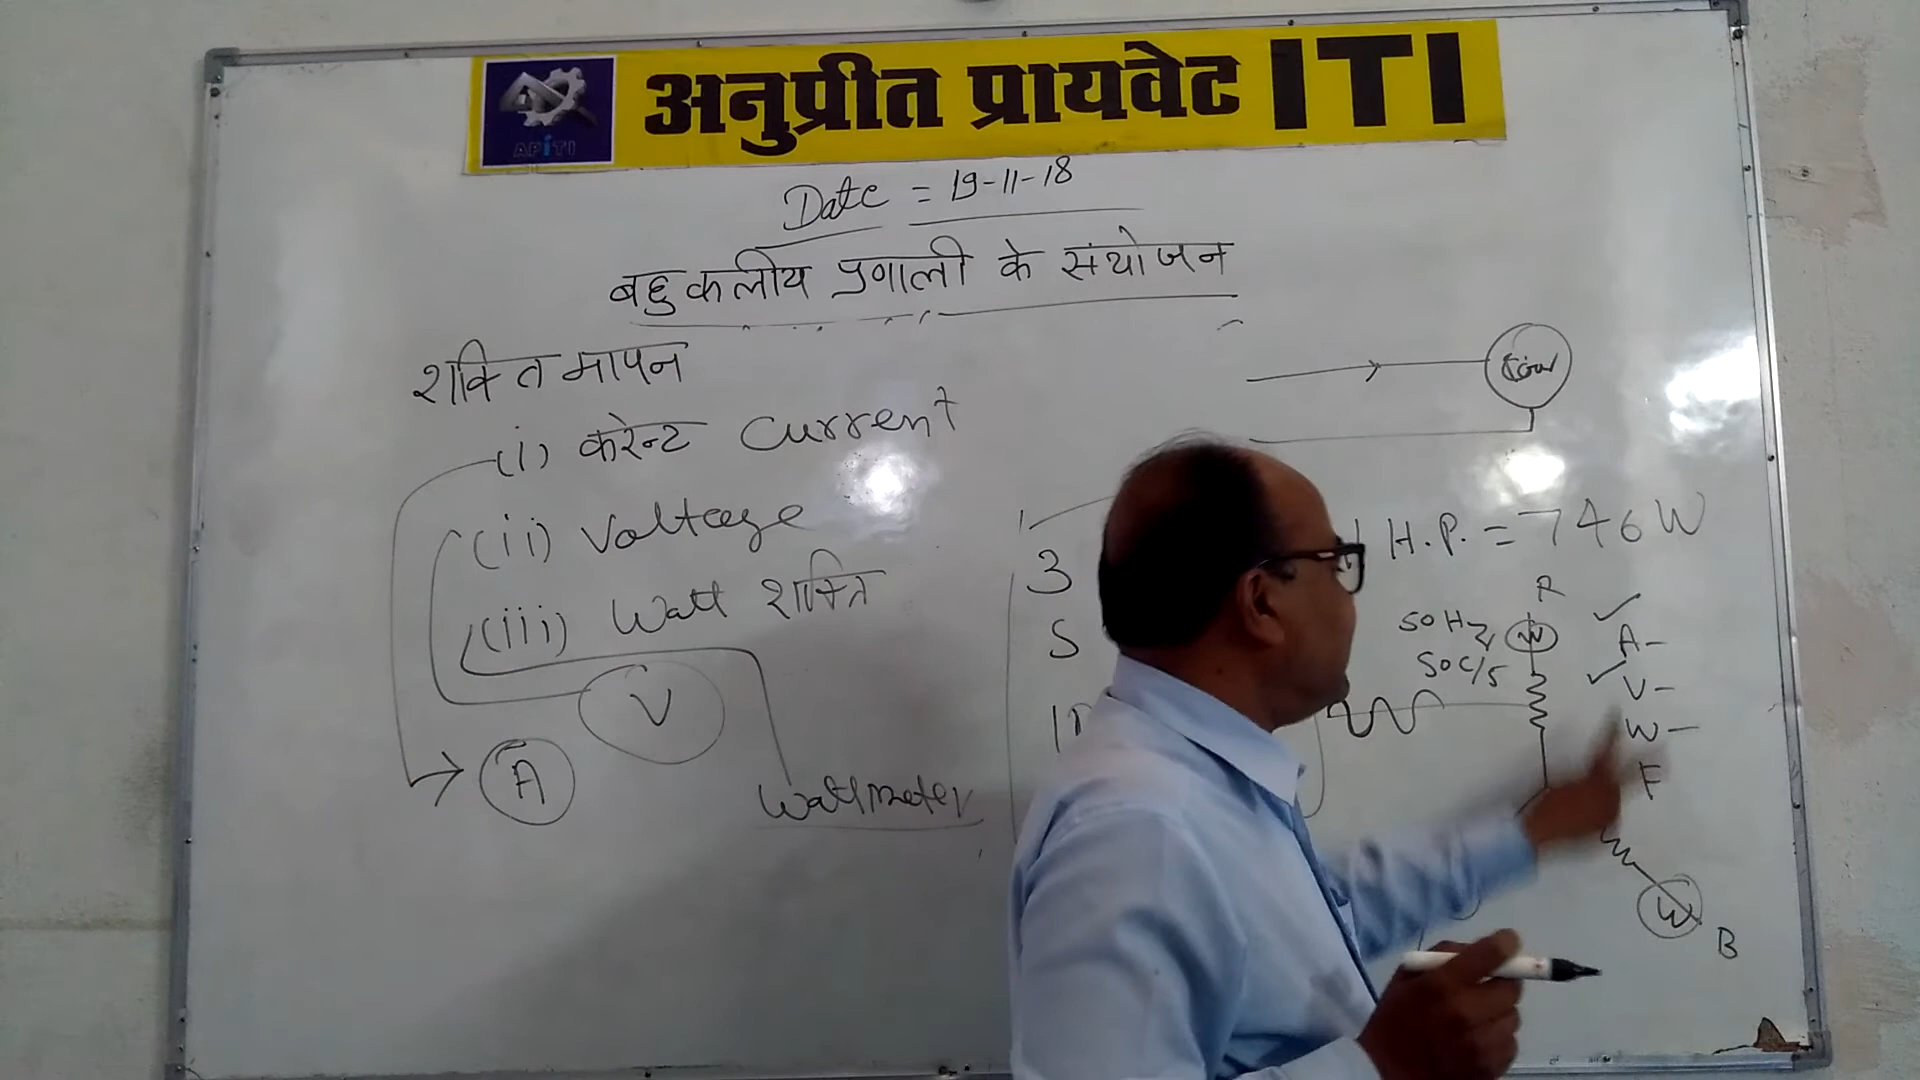 अनुप्रीत प्रायवेट ITI
APITI
Date = 19-11-18
बहुकलीय प्रणाली के संयोजन
शक्ति मापन
(i) करेन्ट Current
(ii) Voltage
(iii) Watt शक्ति
V
A
Wattmeter
H.P. = 746 W
3
5
R
50 Hz
50 C/S
W
A-
V-
W-
F
W
B